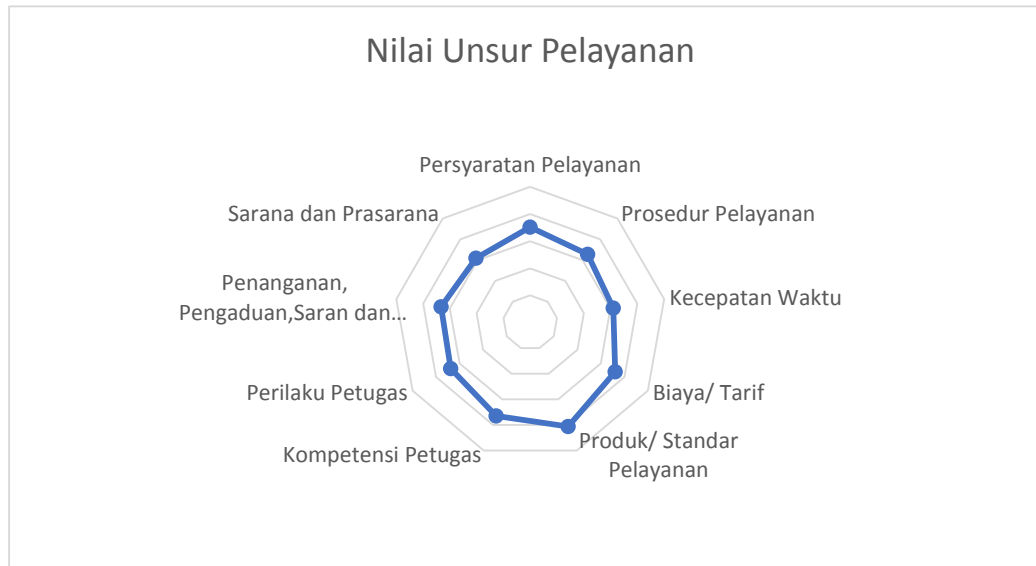 Nilai Unsur Pelayanan
Persyaratan Pelayanan
Prosedur Pelayanan
Kecepatan Waktu
Biaya/ Tarif
Produk/ Standar
Pelayanan
Kompetensi Petugas
Perilaku Petugas
Penanganan,
Pengaduan,Saran dan...
Sarana dan Prasarana